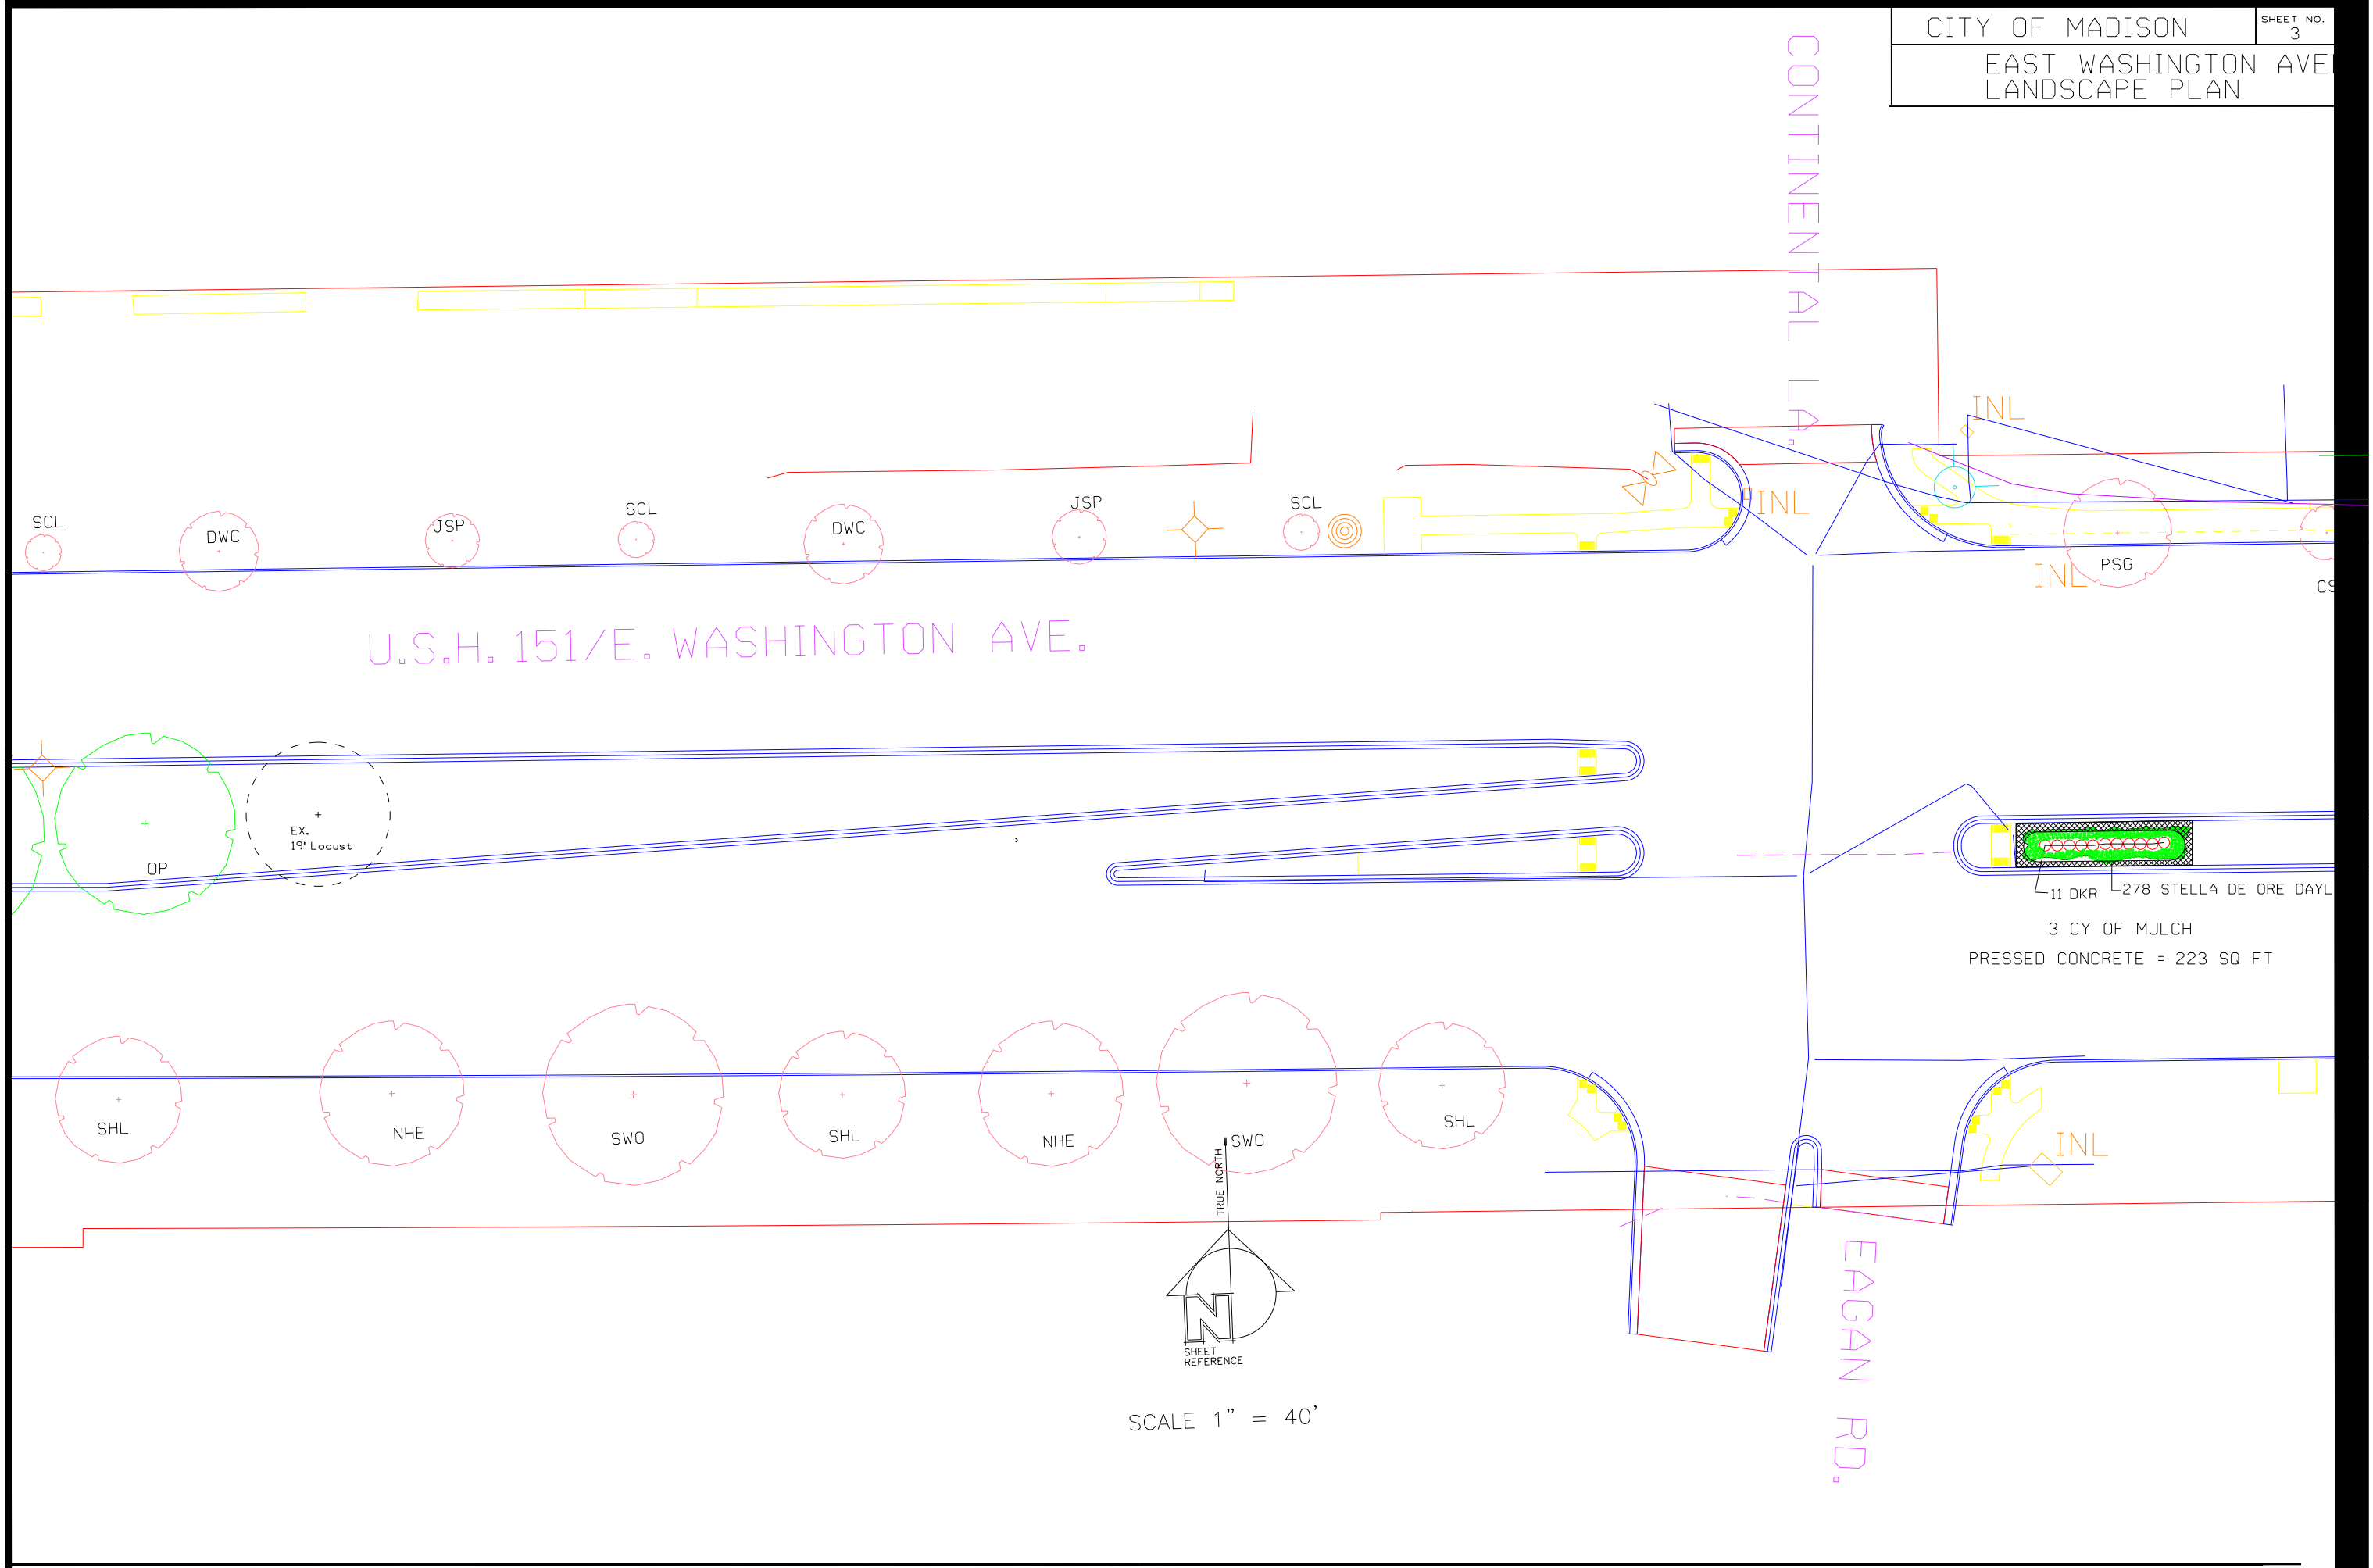 CITY OF MADISON
SHEET NO.
3
EAST WASHINGTON
LANDSCAPE PLAN
CONTINENTAL LA.
INL
INL
SCL
DWC
JSP
SCL
DWC
JSP
SCL
INL
PSG
U.S.H. 151/E. WASHINGTON AVE.
EX.
19" Locust
OP
11 DKR
278 STELLA DE ORE
3 CY OF MULCH
PRESSED CONCRETE = 223 SQ FT
SHL
NHE
SWO
SHL
NHE
SWO
SHL
INL
TRUE NORTH
N
SHEET
REFERENCE
EAGAN RD.
SCALE 1" = 40'